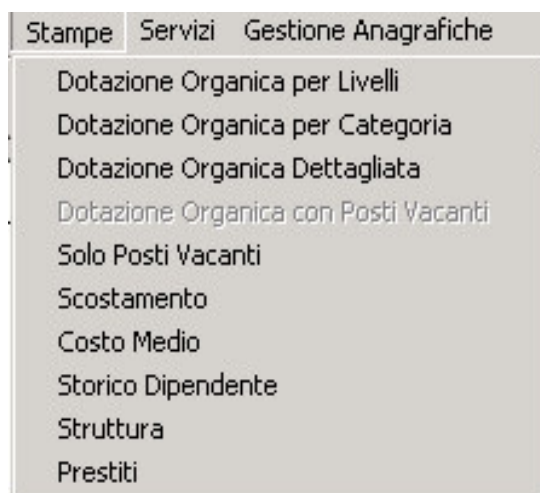 Stampe Servizi Gestione Anagrafiche
Dotazione Organica per Livelli
Dotazione Organica per Categoria
Dotazione Organica Dettagliata
Dotazione Organica con Posti Vacanti
Solo Posti Vacanti
Scostamento
Costo Medio
Storico Dipendente
Struttura
Prestiti